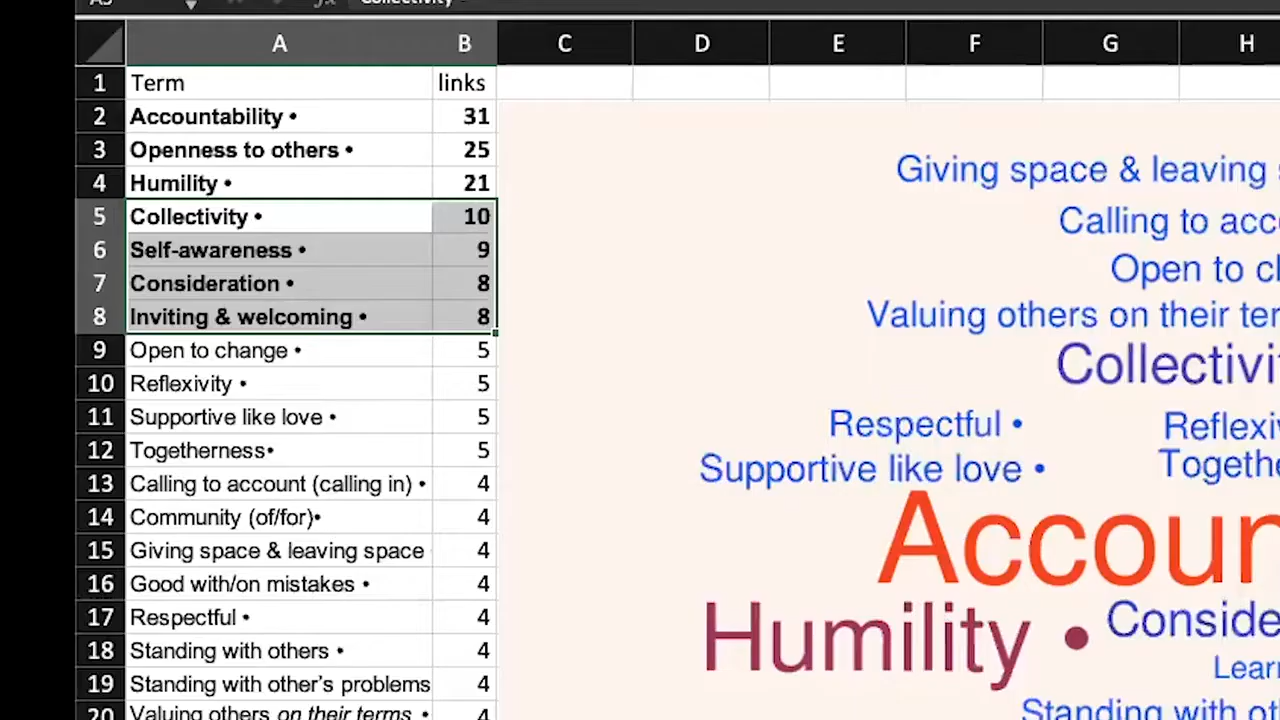 A B C D E F G H
1 Term links
2 Accountability • 31
3 Openness to others • 25
4 Humility • 21
5 Collectivity • 10
6 Self-awareness • 9
7 Consideration • 8
8 Inviting & welcoming • 8
9 Open to change • 5
10 Reflexivity • 5
11 Supportive like love • 5
12 Togetherness• 5
13 Calling to account (calling in) • 4
14 Community (of/for)• 4
15 Giving space & leaving space 4
16 Good with/on mistakes • 4
17 Respectful • 4
18 Standing with others • 4
19 Standing with other's problems 4
20 Valuing others on their terms • 4
Giving space & leaving
Calling to acco
Open to cl
Valuing others on their ter
Collectivi
Respectful • Reflexiv
Supportive like love • Togethe
Accoun
Humility • Conside
Learn
Standing with ot